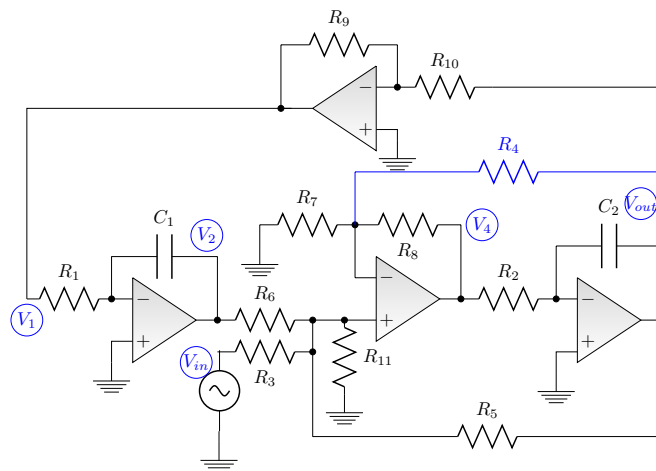 R9
R10
R4
R7
C1
V2
V4
C2
Vout
R8
R1
−
−
R2
−
−
V1
R6
+
+
+
+
Vin
R3
R11
R5